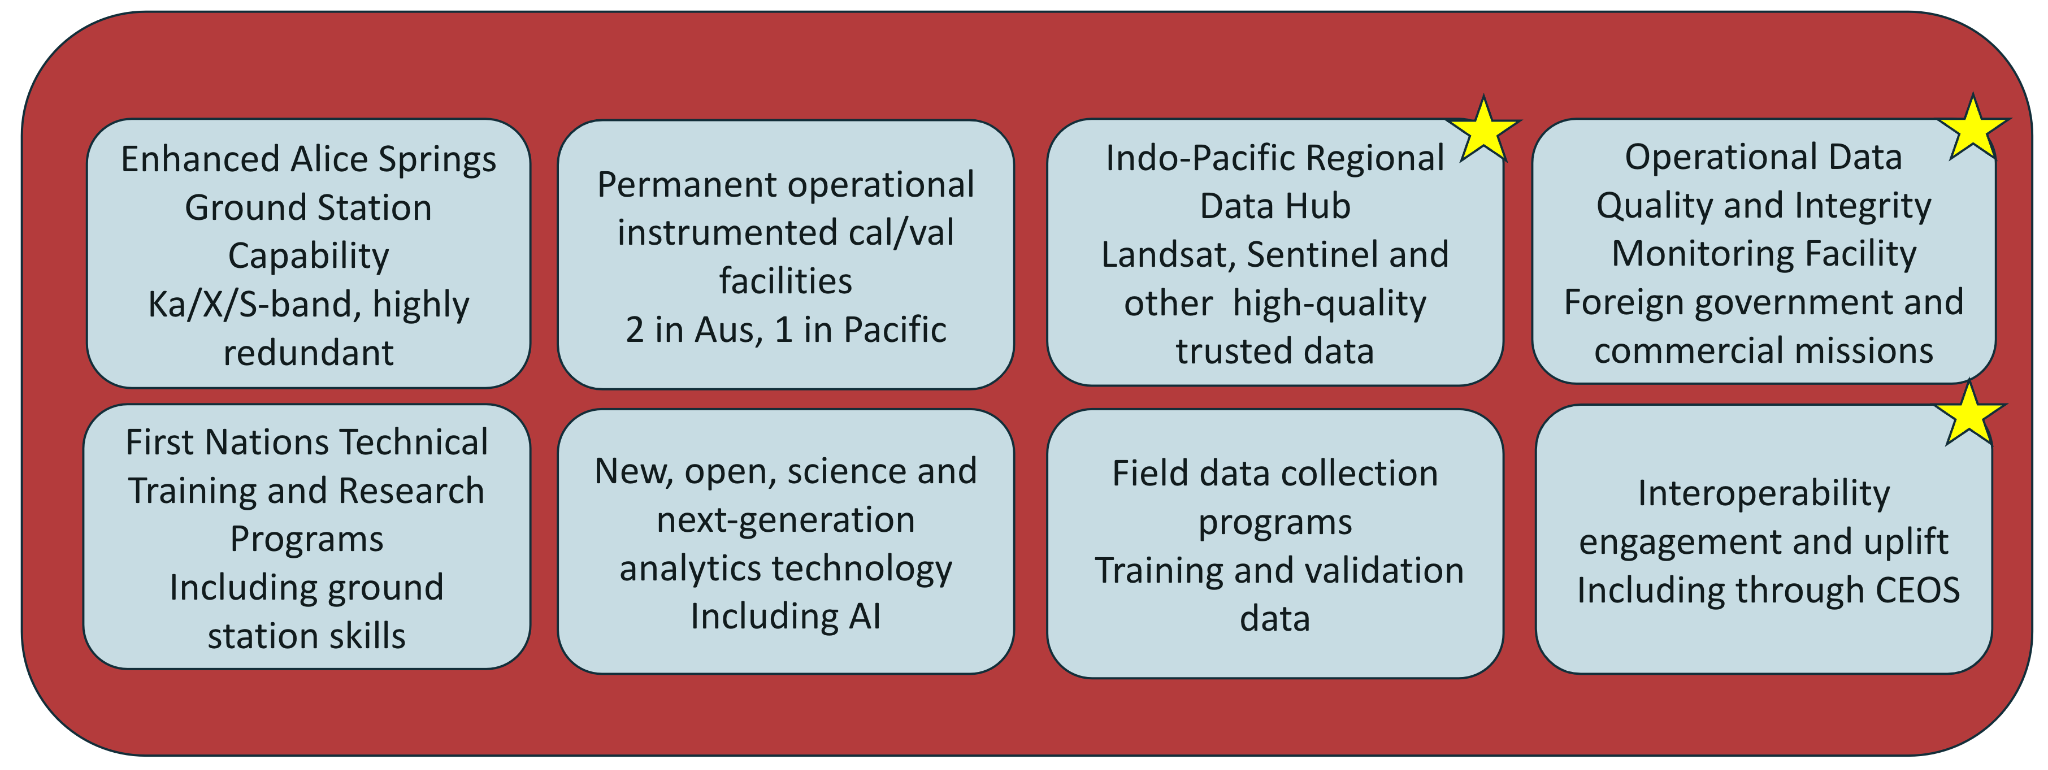 Enhanced Alice Springs
Ground Station
Capability
Ka/X/S-band, highly
redundant
Permanent operational
instrumented cal/val
facilities
2 in Aus, 1 in Pacific
Indo-Pacific Regional
Data Hub
Landsat, Sentinel and
other  high-quality
trusted data
Operational Data
Quality and Integrity
Monitoring Facility
Foreign government and
commercial missions
First Nations Technical
Training and Research
Programs
Including ground
station skills
New, open, science and
next-generation
analytics technology
Including AI
Field data collection
programs
Training and validation
data
Interoperability
engagement and uplift
Including through CEOS